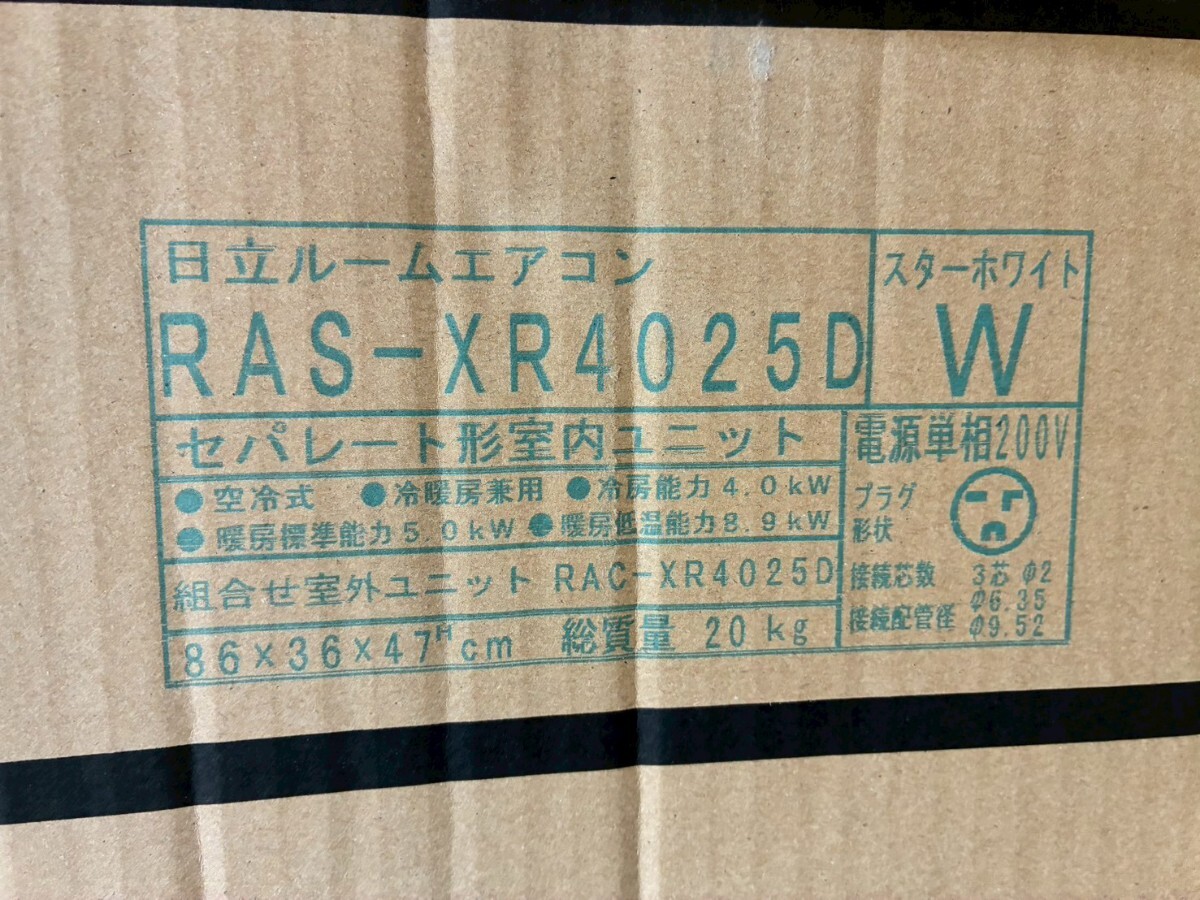 日立ルームエアコン
RAS-XR4025D
スターホワイト
W
セパレート形室内ユニット
●空冷式 ●冷暖房兼用 ●冷房能力4.0kW
●暖房標準能力5.0kW ●暖房低温能力8.9kW
組合せ室外ユニット RAC-XR4025D
86×36×47ᴴcm 総質量 20kg
電源単相200V
プラグ
形状
接続芯数 3芯 φ2
接続配管径 φ6.35
φ9.52